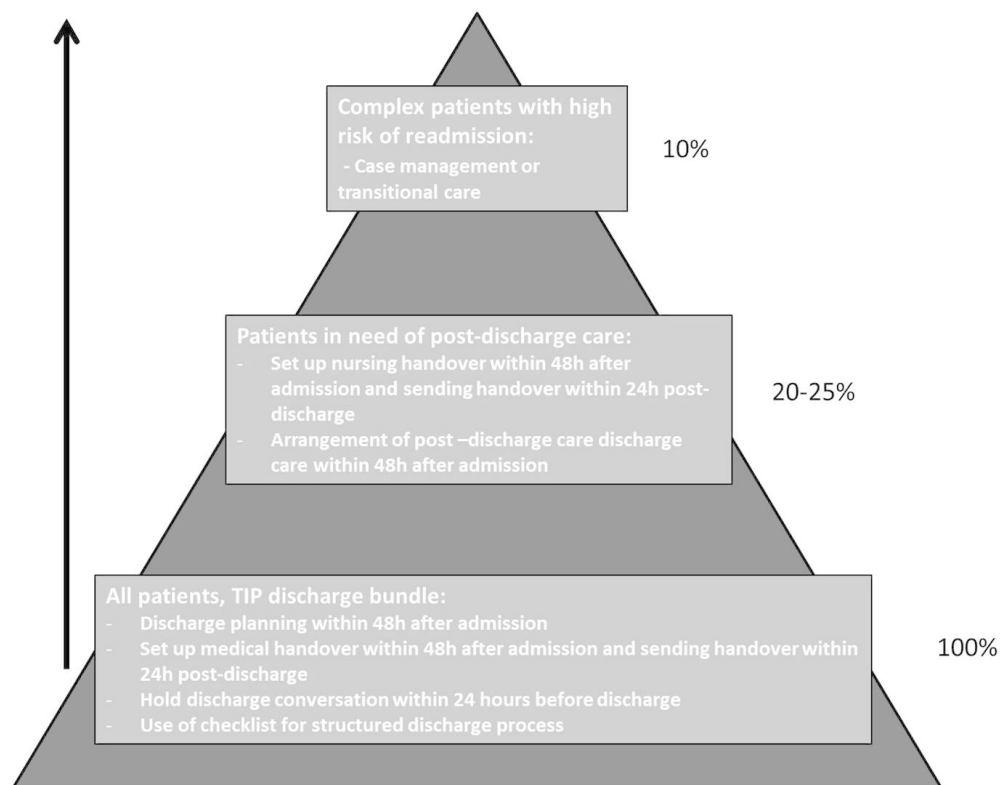 Complex patients with high
risk of readmission:
- Case management or
transitional care
10%
Patients in need of post-discharge care:
- Set up nursing handover within 48h after
admission and sending handover within 24h post-
discharge
- Arrangement of post –discharge care discharge
care within 48h after admission
20-25%
All patients, TIP discharge bundle:
- Discharge planning within 48h after admission
- Set up medical handover within 48h after admission and sending handover within
24h post-discharge
- Hold discharge conversation within 24 hours before discharge
- Use of checklist for structured discharge process
100%